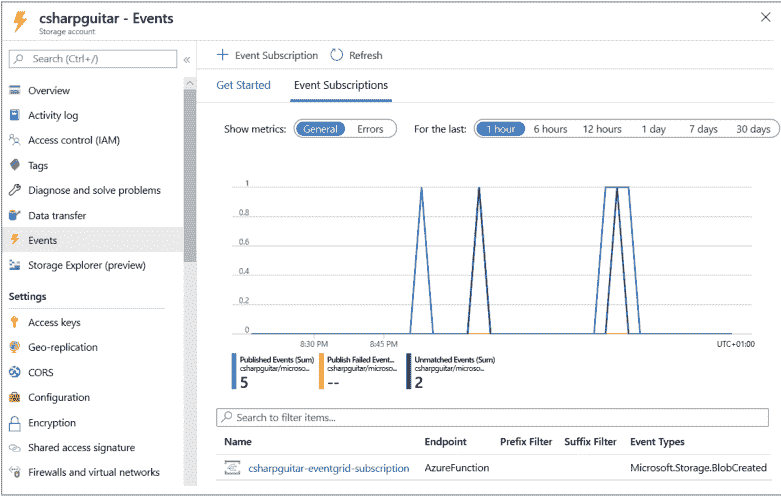 csharpguitar - Events
Storage account
Search (Ctrl+/)
«
Overview
Activity log
Access control (IAM)
Tags
Diagnose and solve problems
Data transfer
Events
Storage Explorer (preview)
Settings
Access keys
Geo-replication
CORS
Configuration
Encryption
Shared access signature
Firewalls and virtual networks
+ Event Subscription Refresh
Get Started Event Subscriptions
Show metrics: General Errors For the last: 1 hour 6 hours 12 hours 1 day 7 days 30 days
1
0.8
0.6
0.4
0.2
0
8:30 PM 8:45 PM UTC+01:00
Published Events (Sum)
csharpguitar/microso...
5
Publish Failed Event...
csharpguitar/microso...
--
Unmatched Events (Sum)
csharpguitar/microso...
2
Search to filter items...
Name Endpoint Prefix Filter Suffix Filter Event Types
csharpguitar-eventgrid-subscription AzureFunction Microsoft.Storage.BlobCreated